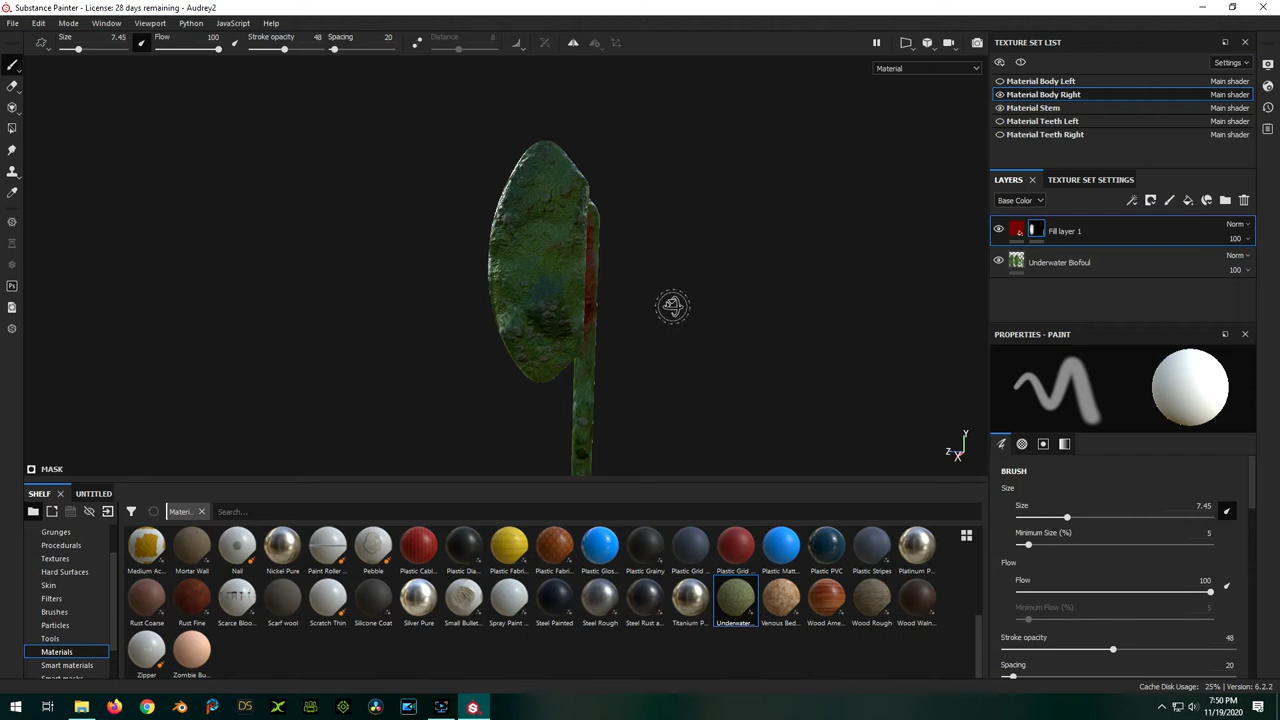 Substance Painter - License: 28 days remaining - Audrey2
File Edit Mode Window Viewport Python JavaScript Help
Size 7.45 Flow 100 Stroke opacity 48 Spacing 20 Distance 8
Material
TEXTURE SET LIST
Settings
Material Body Left Main shader
Material Body Right Main shader
Material Stem Main shader
Material Teeth Left Main shader
Material Teeth Right Main shader
LAYERS TEXTURE SET SETTINGS
Base Color
Fill layer 1 Norm
100
Underwater Biofoul Norm
100
PROPERTIES - PAINT
BRUSH
Size
Size 7.45
Minimum Size (%) 5
Flow
Flow 100
Minimum Flow (%) 5
Stroke opacity 48
Spacing 20
Y
Z X
MASK
SHELF UNTITLED
Materi... Search...
Grunges
Procedurals
Textures
Hard Surfaces
Skin
Filters
Brushes
Particles
Tools
Materials
Smart materials
Smart masks
Medium Ac... Mortar Wall Nail Nickel Pure Paint Roller ... Pebble Plastic Cabl... Plastic Dia... Plastic Fabri... Plastic Fabri... Plastic Glos... Plastic Grainy Plastic Grid ... Plastic Grid ... Plastic Matt... Plastic PVC Plastic Stripes Platinum P...
Rust Coarse Rust Fine Scarce Bloo... Scarf wool Scratch Thin Silicone Coat Silver Pure Small Bullet... Spray Paint ... Steel Painted Steel Rough Steel Rust a... Titanium P... Underwater... Venous Bed... Wood Ame... Wood Rough Wood Waln...
Zipper Zombie Bu...
Cache Disk Usage: 25% | Version: 6.2.2
7:50 PM
11/19/2020